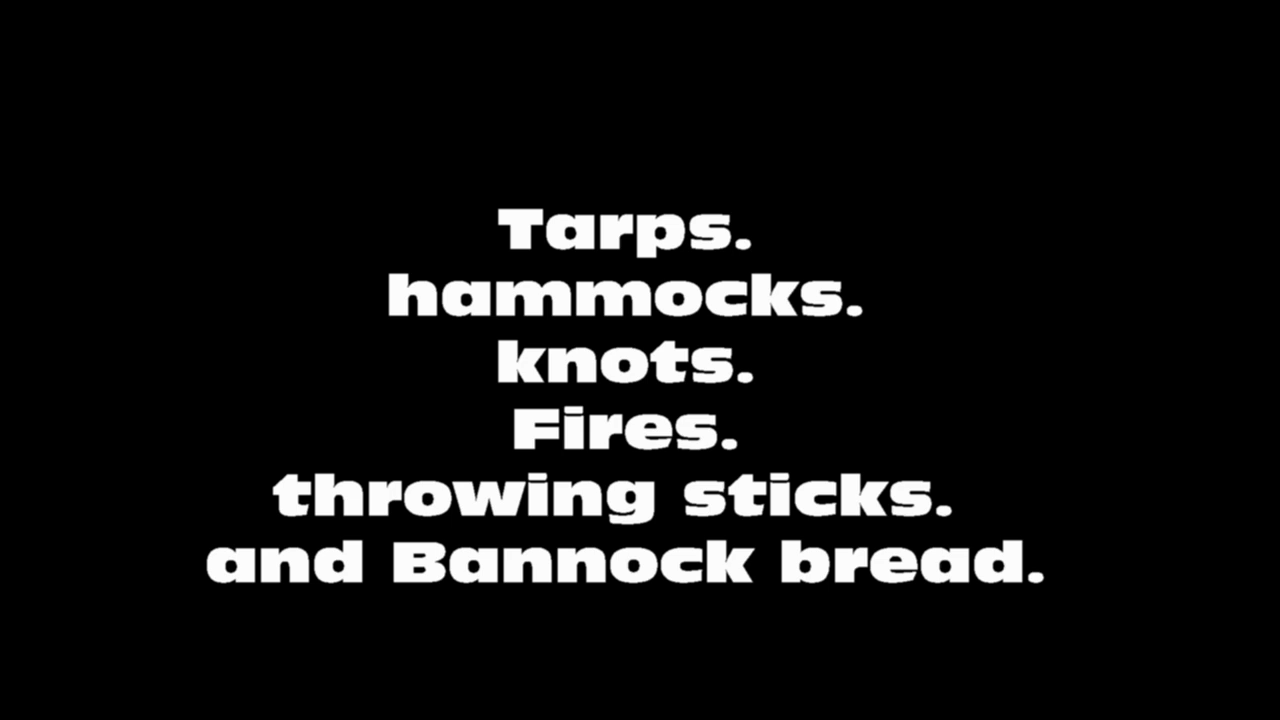 Tarps.
hammocks.
knots.
Fires.
throwing sticks.
and Bannock bread.